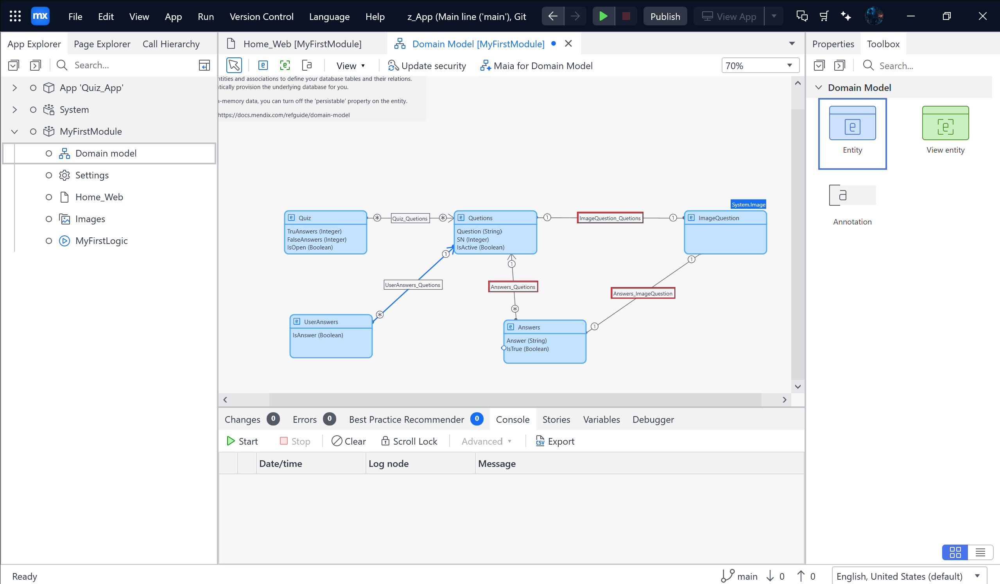 mx
File Edit View App Run Version Control Language Help z_App (Main line ('main'), Git Publish View App
App Explorer Page Explorer Call Hierarchy
Search...
App 'Quiz_App'
System
MyFirstModule
Domain model
Settings
Home_Web
Images
MyFirstLogic
Home_Web [MyFirstModule] Domain Model [MyFirstModule]
View Update security Maia for Domain Model 70%
ntities and associations to define your database tables and their relations.
tically provision the underlying database for you.
-memory data, you can turn off the 'persistable' property on the entity.
https://docs.mendix.com/refguide/domain-model
System.Image
Quiz
TruAnswers (Integer)
FalseAnswers (Integer)
IsOpen (Boolean)
* Quiz_Quetions *
Quetions
Question (String)
SN (Integer)
IsActive (Boolean)
1 ImageQuestion_Quetions 1
ImageQuestion
1
UserAnswers_Quetions
*
1
Answers_Quetions
*
1
Answers_ImageQuestion
1
UserAnswers
IsAnswer (Boolean)
Answers
Answer (String)
IsTrue (Boolean)
Changes 0 Errors 0 Best Practice Recommender 0 Console Stories Variables Debugger
Start Stop Clear Scroll Lock Advanced CSV Export
Date/time Log node Message
Properties Toolbox
Search...
Domain Model
e
Entity
e
View entity
a
Annotation
Ready main 0 0 English, United States (default)